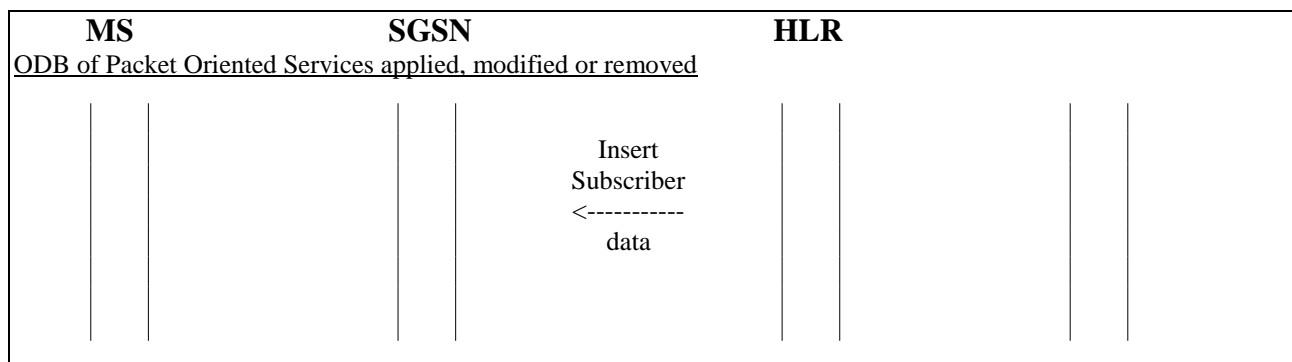 MS SGSN HLR
ODB of Packet Oriented Services applied, modified or removed
Insert
Subscriber
<-----------
data